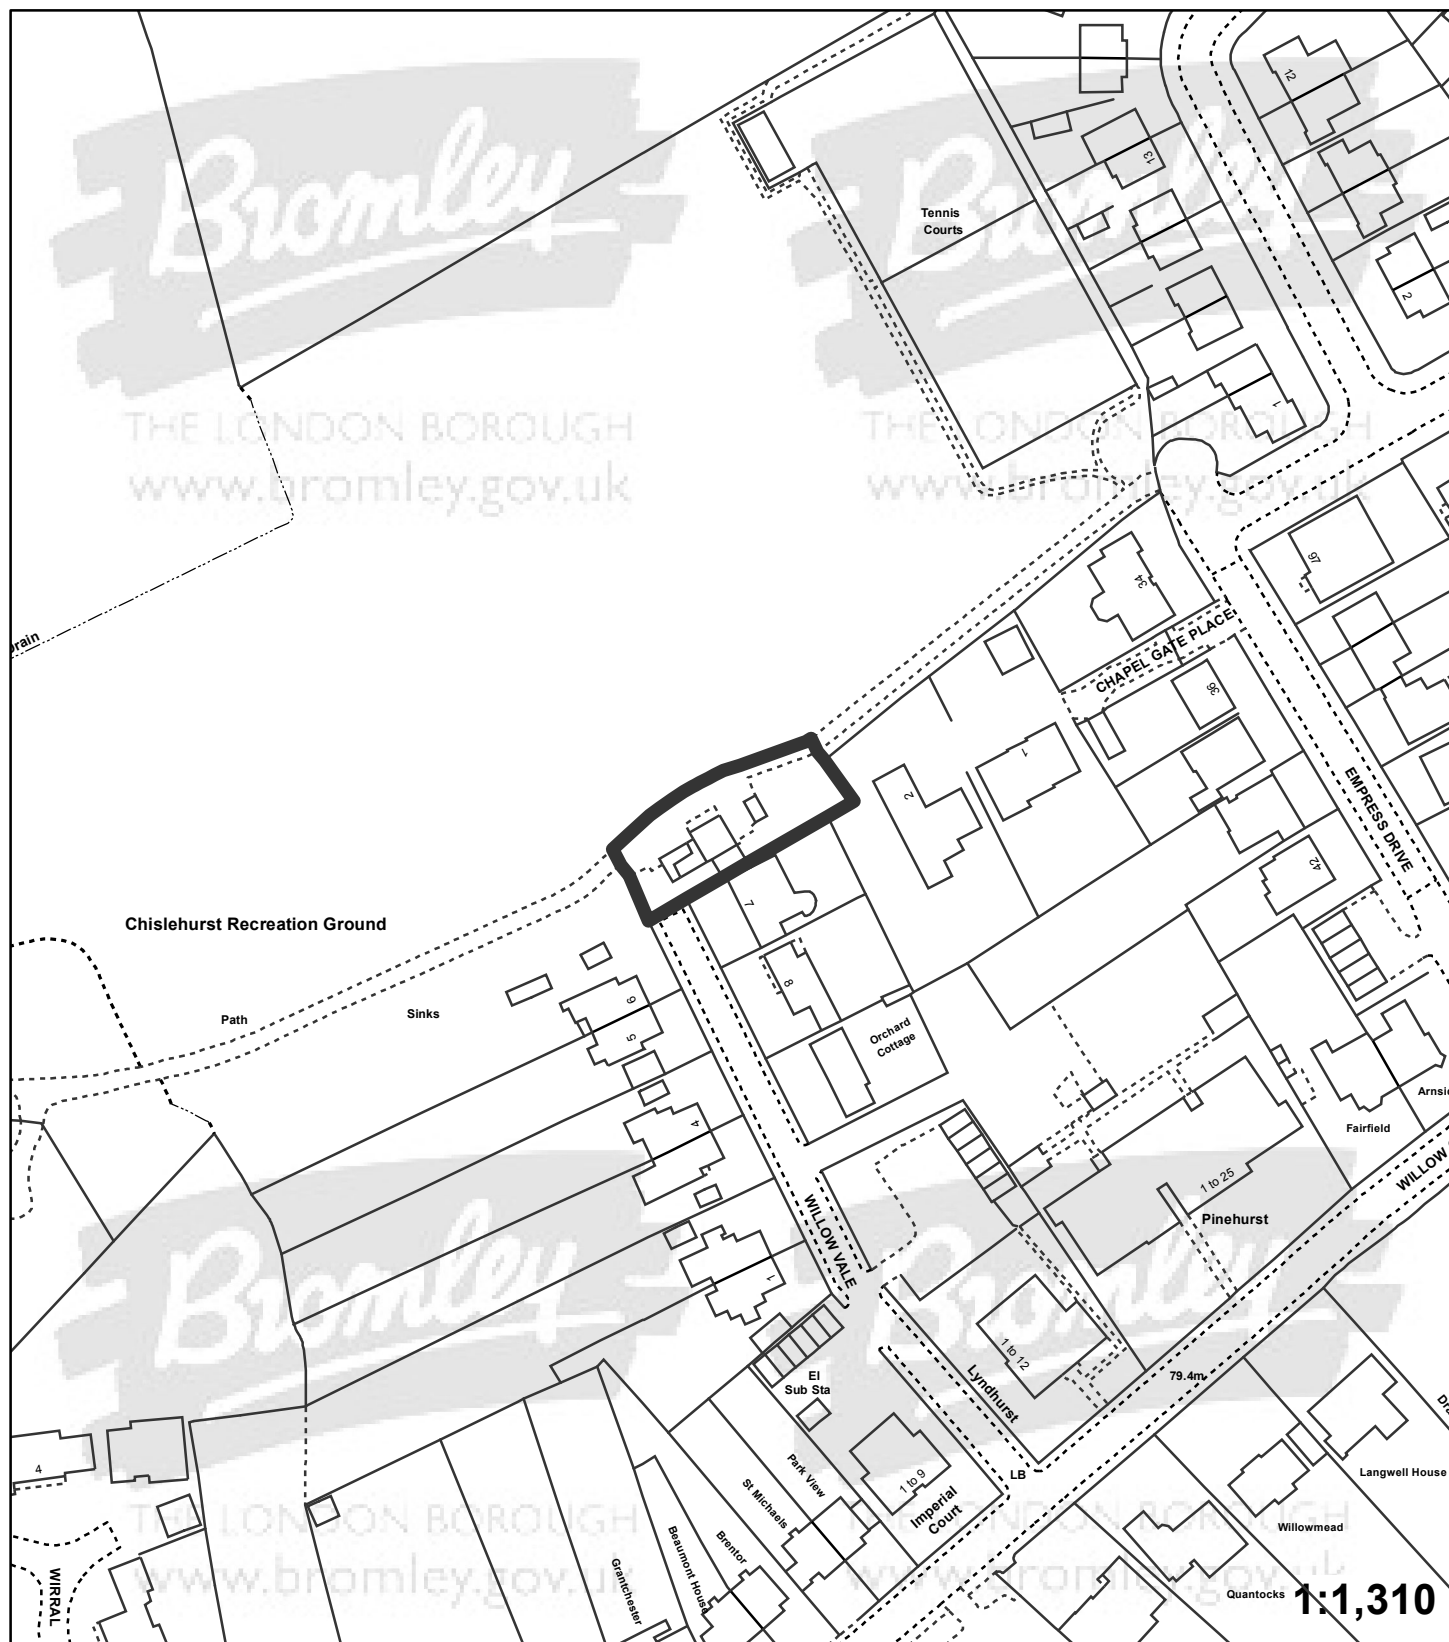 Bromley
THE LONDON BOROUGH
www.bromley.gov.uk
Bromley
THE LONDON BOROUGH
www.bromley.gov.uk
12
13
Tennis
Courts
2
1
97
34
CHAPEL GATE PLACE
36
1
2
EMPRESS DRIVE
42
7
Chislehurst Recreation Ground
8
6
5
Path
Sinks
Orchard
Cottage
4
Fairfield
WILLOW
1 to 25
Pinehurst
WILLOW VALE
1
Bromley
THE LONDON BOROUGH
www.bromley.gov.uk
Bromley
THE LONDON BOROUGH
www.bromley.gov.uk
El
Sub Sta
1 to 12
Lyndhurst
79.4m
4
Park View
St Michaels
1 to 9
Imperial
Court
LB
Langwell House
Willowmead
Brentor
Beaumont House
Grantchester
WIRRAL
Quantocks
1:1,310